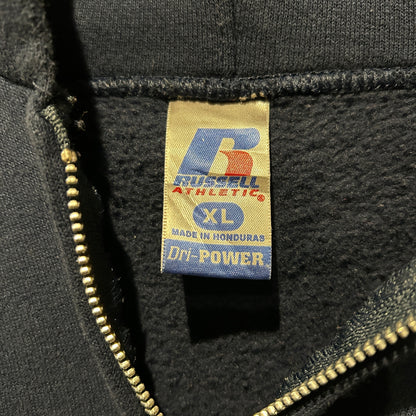 RUSSELL
ATHLETIC®
XL
MADE IN HONDURAS
Dri-POWER